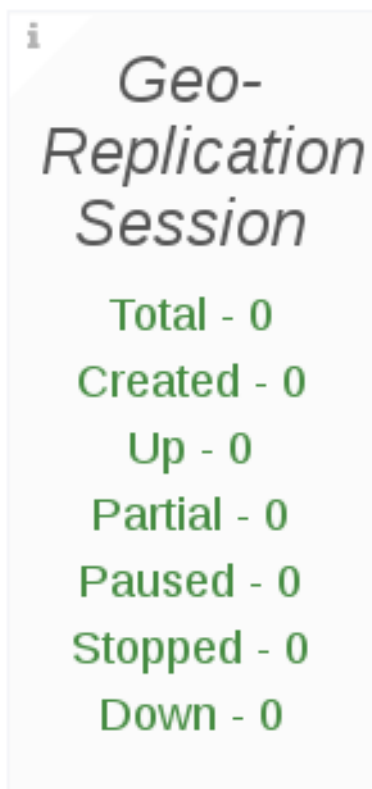 Geo-
Replication
Session
Total - 0
Created - 0
Up - 0
Partial - 0
Paused - 0
Stopped - 0
Down - 0